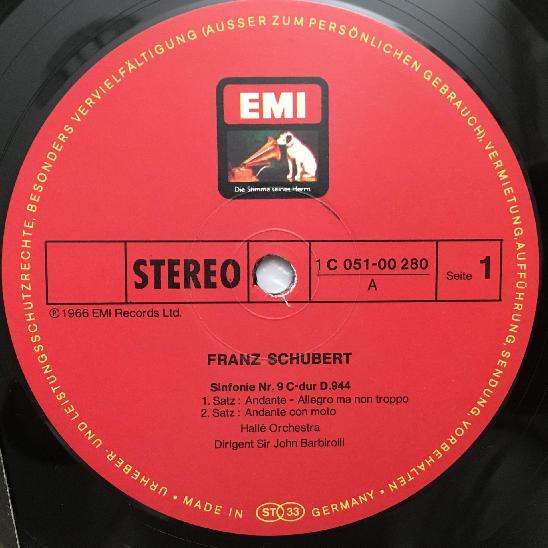 URHEBER- UND LEISTUNGSSCHUTZRECHTE, BESONDERS VERVIELFÄLTIGUNG (AUSSER ZUM PERSÖNLICHEN GEBRAUCH), VERMIETUNG, AUFFÜHRUNG, SENDUNG, VORBEHALTEN
EMI
Die Stimme seines Herrn
STEREO
1 C 051-00 280
A
Seite 1
℗ 1966 EMI Records Ltd.
FRANZ SCHUBERT
Sinfonie Nr. 9 C-dur D.944
1. Satz: Andante - Allegro ma non troppo
2. Satz: Andante con moto
Hallé Orchestra
Dirigent Sir John Barbirolli
• MADE IN ST 33 GERMANY •